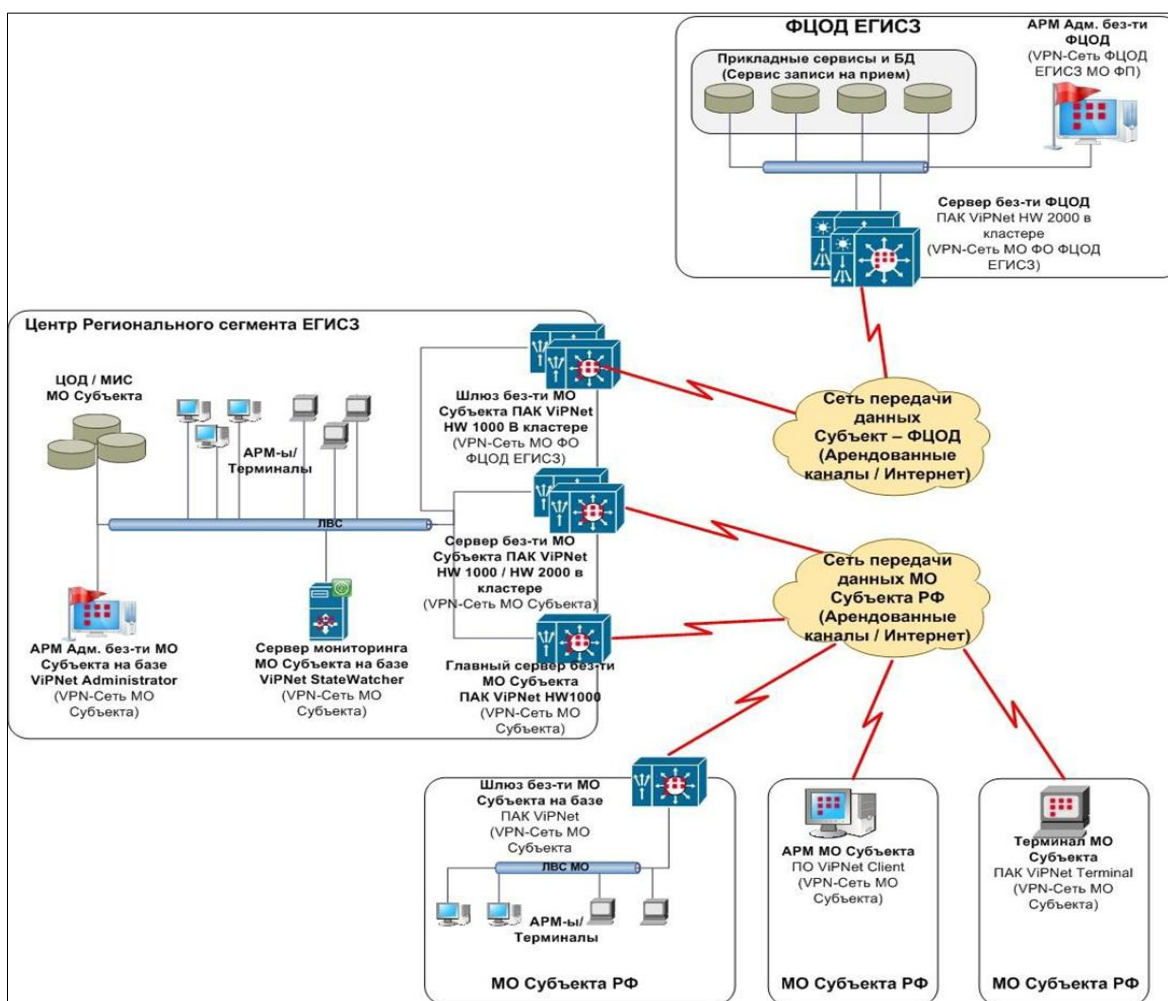 ФЦОД ЕГИСЗ
Прикладные сервисы и БД
(Сервис записи на прием)
АРМ Адм. без-ти
ФЦОД
(VPN-Сеть ФЦОД
ЕГИСЗ МО ФП)
Сервер без-ти ФЦОД
ПАК ViPNet HW 2000 в
кластере
(VPN-Сеть МО ФО ФЦОД
ЕГИСЗ)
Центр Регионального сегмента ЕГИСЗ
ЦОД / МИС
МО Субъекта
АРМ-ы/
Терминалы
ЛВС
Шлюз без-ти МО
Субъекта ПАК ViPNet
HW 1000 В кластере
(VPN-Сеть МО ФО
ФЦОД ЕГИСЗ)
Сервер без-ти МО
Субъекта ПАК ViPNet
HW 1000 / HW 2000 в
кластере
(VPN-Сеть МО Субъекта)
АРМ Адм. без-ти МО
Субъекта на базе
ViPNet Administrator
(VPN-Сеть МО
Субъекта)
Сервер мониторинга
МО Субъекта на базе
ViPNet StateWatcher
(VPN-Сеть МО
Субъекта)
Главный сервер без-ти
МО Субъекта
ПАК ViPNet HW1000
(VPN-Сеть МО
Субъекта)
Сеть передачи
данных
Субъект – ФЦОД
(Арендованные
каналы / Интернет)
Сеть передачи
данных МО
Субъекта РФ
(Арендованные
каналы / Интернет)
Шлюз без-ти МО
Субъекта на базе
ПАК ViPNet
(VPN-Сеть МО
Субъекта
ЛВС МО
АРМ-ы/
Терминалы
МО Субъекта РФ
АРМ МО Субъекта
ПО ViPNet Client
(VPN-Сеть МО
Субъекта)
МО Субъекта РФ
Терминал МО
Субъекта
ПАК ViPNet Terminal
(VPN-Сеть МО
Субъекта)
МО Субъекта РФ